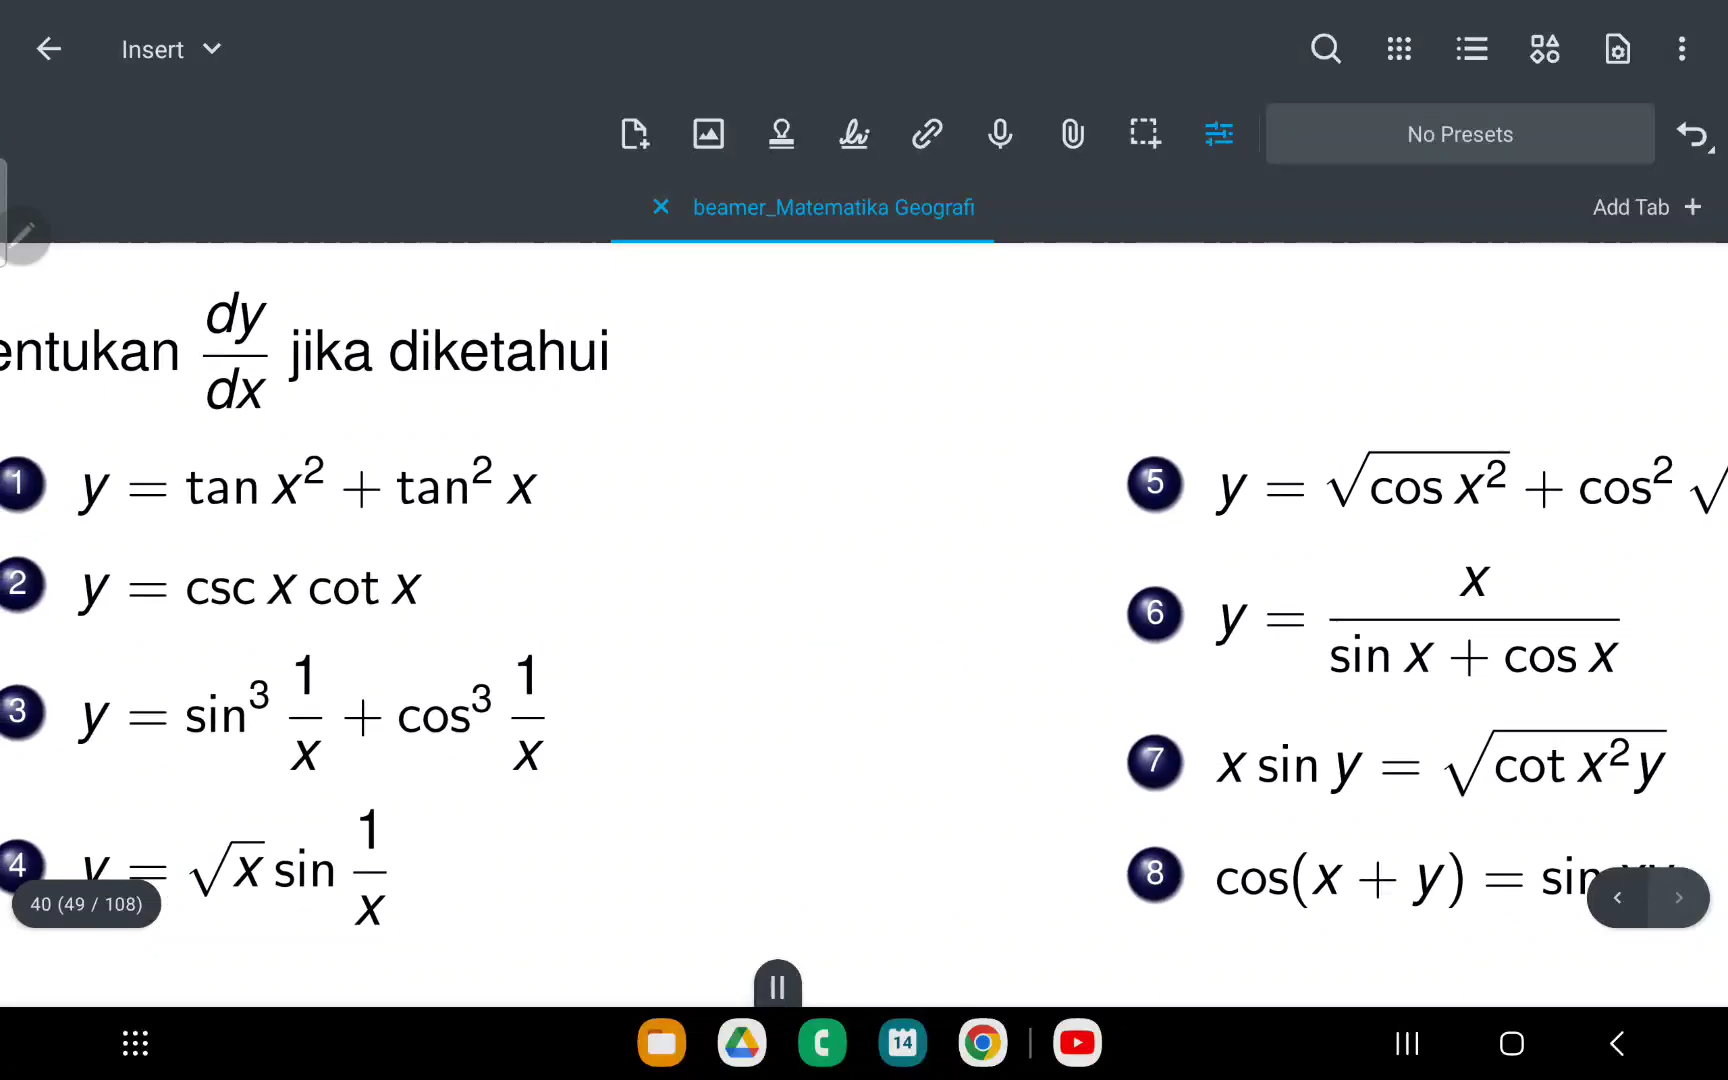 Insert
No Presets
beamer_Matematika Geografi
Add Tab +
entukan dy/dx jika diketahui
1 y = tan x² + tan² x
2 y = csc x cot x
3 y = sin³ 1/x + cos³ 1/x
4 y = √x sin 1/x
5 y = √(cos x²) + cos² √
6 y = x/(sin x + cos x)
7 x sin y = √(cot x²y)
8 cos(x + y) = sin
40 (49 / 108)
14